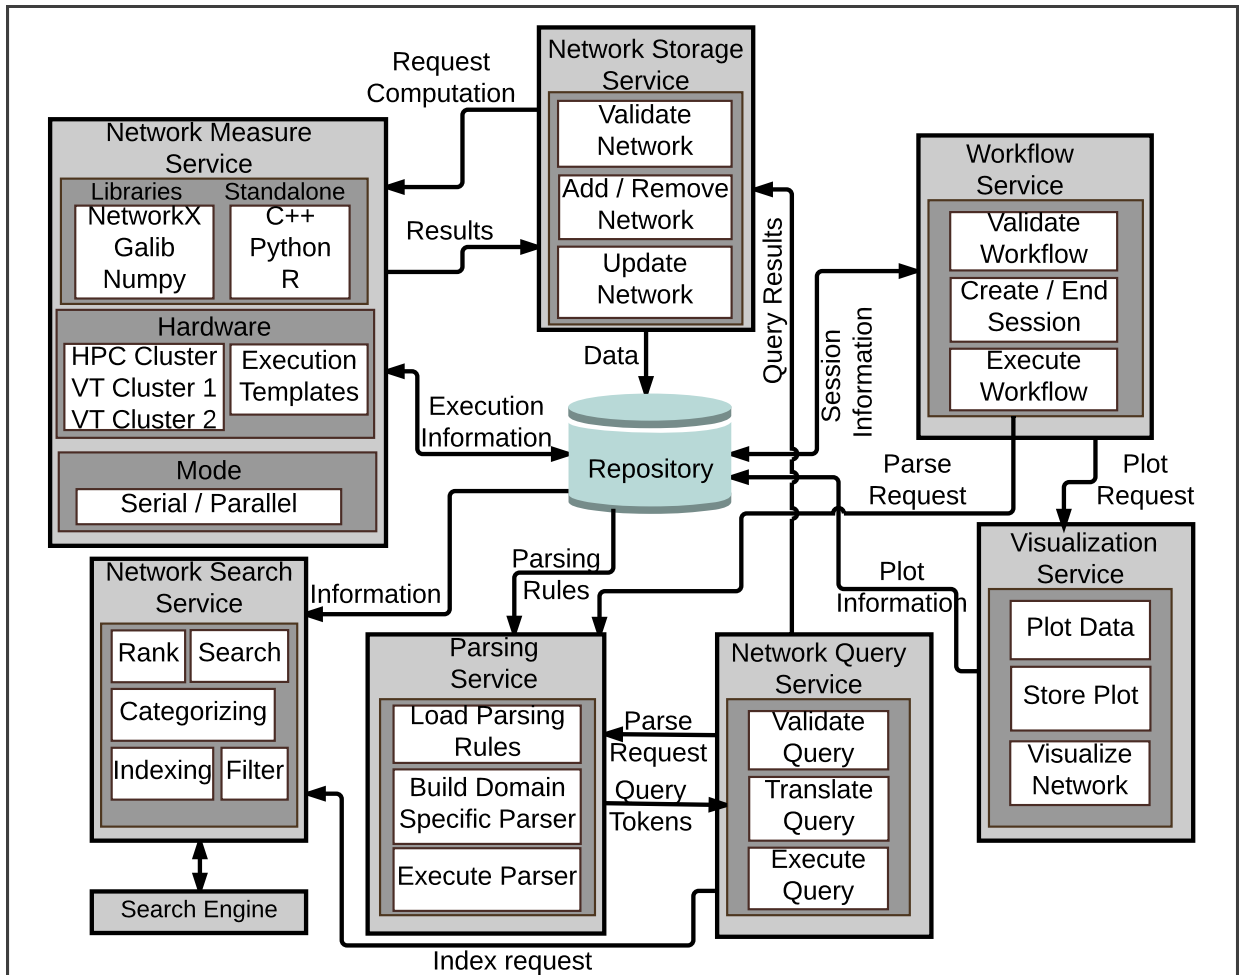 Request
Computation
Network Storage
Service
Validate
Network
Add / Remove
Network
Update
Network
Network Measure
Service
Libraries
NetworkX
Galib
Numpy
Standalone
C++
Python
R
Hardware
HPC Cluster
VT Cluster 1
VT Cluster 2
Execution
Templates
Mode
Serial / Parallel
Results
Data
Query Results
Session
Information
Workflow
Service
Validate
Workflow
Create / End
Session
Execute
Workflow
Execution
Information
Repository
Parse
Request
Plot
Request
Network Search
Service
Rank
Search
Categorizing
Indexing
Filter
Search Engine
Information
Parsing
Rules
Parsing
Service
Load Parsing
Rules
Build Domain
Specific Parser
Execute Parser
Parse
Request
Query
Tokens
Network Query
Service
Validate
Query
Translate
Query
Execute
Query
Plot
Information
Visualization
Service
Plot Data
Store Plot
Visualize
Network
Index request